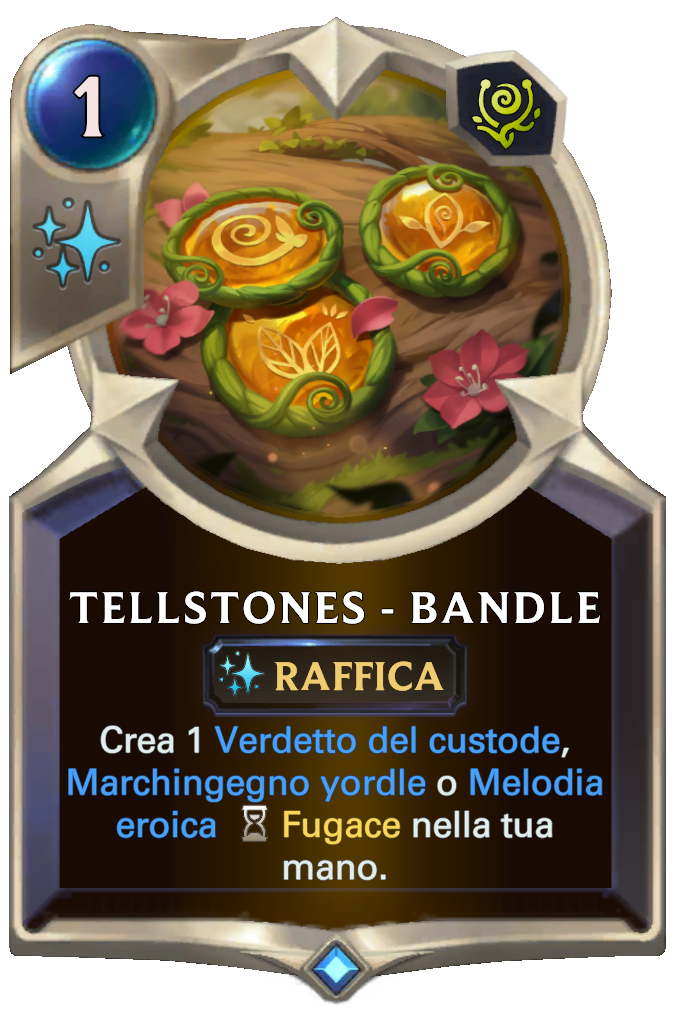 1
TELLSTONES - BANDLE
RAFFICA
Crea 1 Verdetto del custode,
Marchingegno yordle o Melodia
eroica Fugace nella tua
mano.